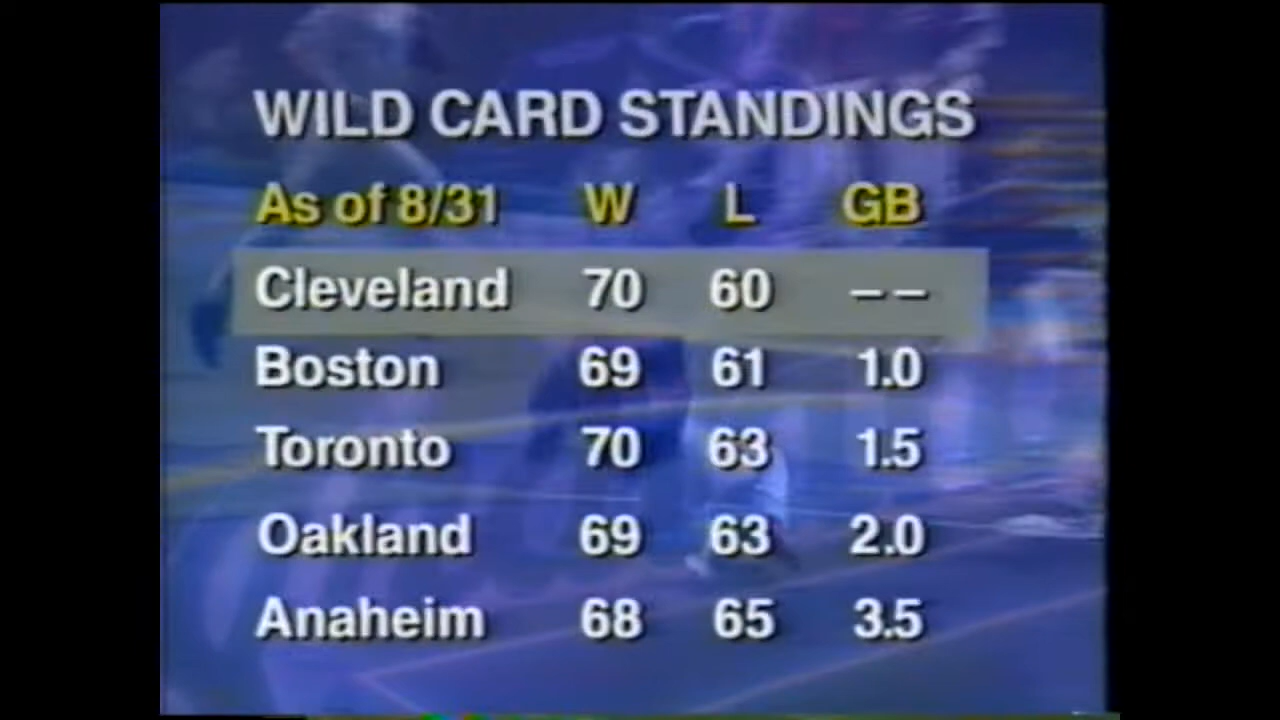 WILD CARD STANDINGS
As of 8/31 W L GB
Cleveland 70 60 – –
Boston 69 61 1.0
Toronto 70 63 1.5
Oakland 69 63 2.0
Anaheim 68 65 3.5